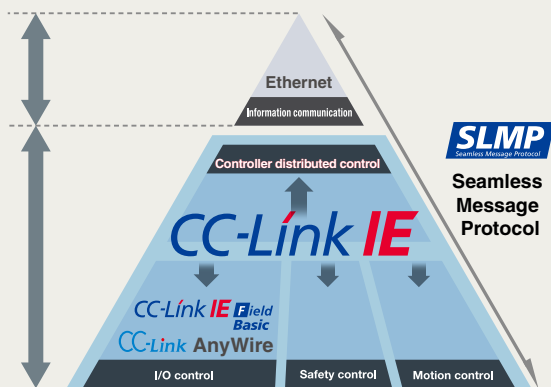 Ethernet
Information communication
SLMP
Seamless Message Protocol
Seamless
Message
Protocol
Controller distributed control
CC-Link IE
CC-Link IE Field
Basic
CC-Link AnyWire
I/O control
Safety control
Motion control